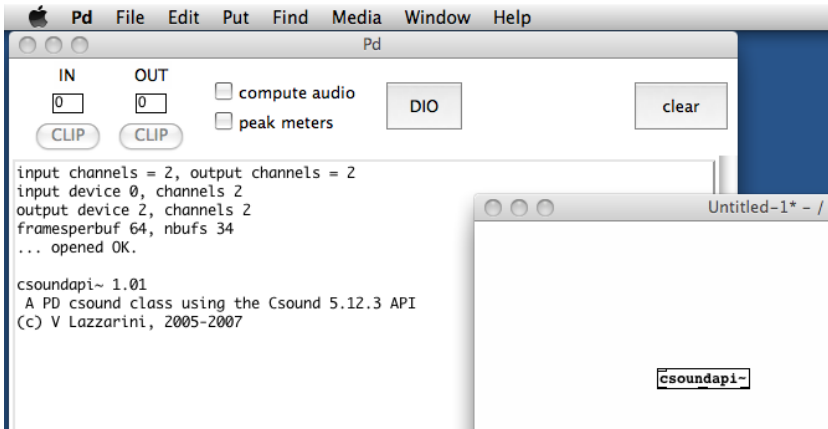 Pd File Edit Put Find Media Window Help
Pd
IN OUT
compute audio
0 0
DIO
clear
peak meters
CLIP CLIP
input channels = 2, output channels = 2
input device 0, channels 2
output device 2, channels 2
framesperbuf 64, nbufs 34
... opened OK.
csoundapi~ 1.01
A PD csound class using the Csound 5.12.3 API
(c) V Lazzarini, 2005-2007
Untitled-1* - /
csoundapi~